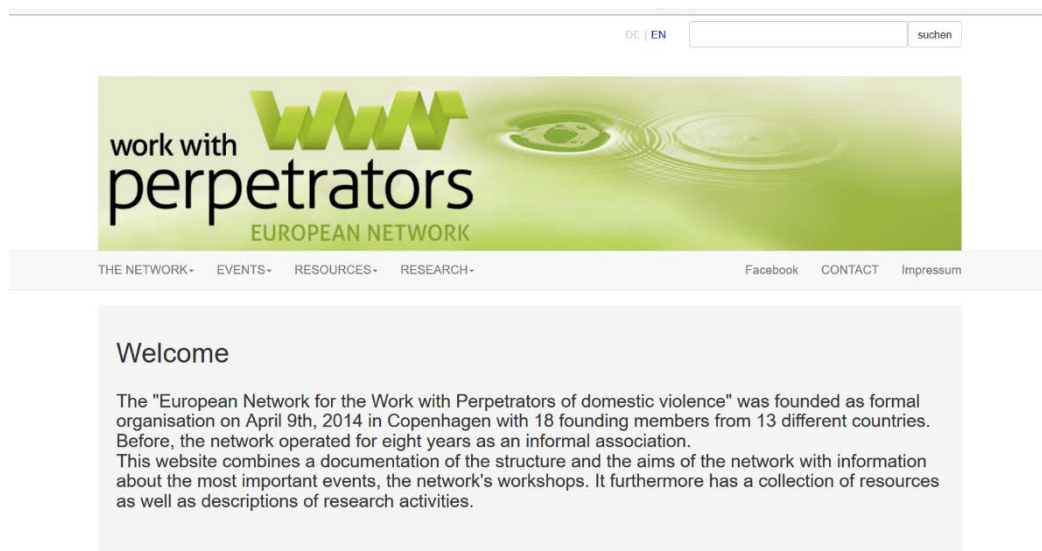 DE | EN
suchen
work with
perpetrators
EUROPEAN NETWORK
THE NETWORK EVENTS RESOURCES RESEARCH Facebook CONTACT Impressum
Welcome
The "European Network for the Work with Perpetrators of domestic violence" was founded as formal
organisation on April 9th, 2014 in Copenhagen with 18 founding members from 13 different countries.
Before, the network operated for eight years as an informal association.
This website combines a documentation of the structure and the aims of the network with information
about the most important events, the network's workshops. It furthermore has a collection of resources
as well as descriptions of research activities.